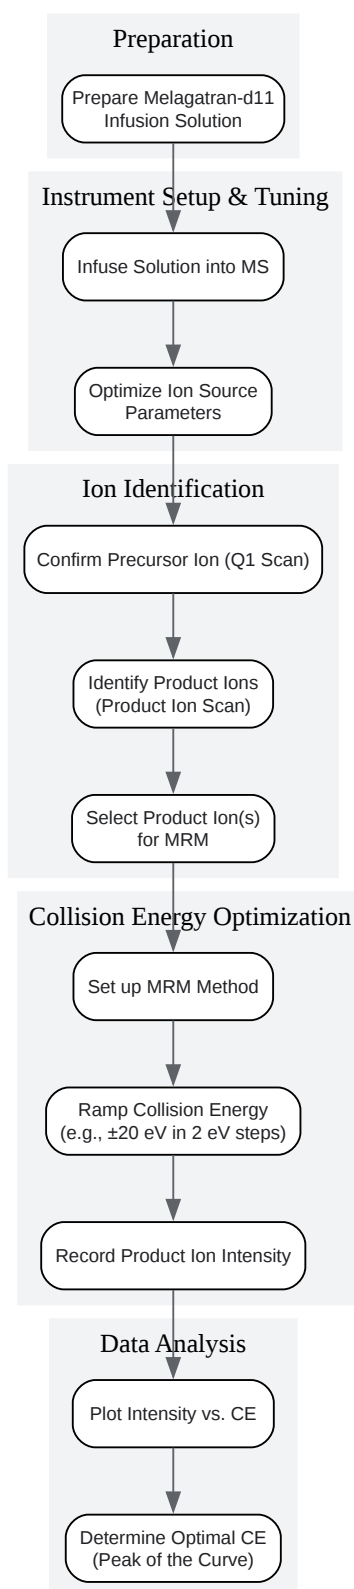 Preparation
Prepare Melagatran-d11
Infusion Solution
Instrument Setup & Tuning
Infuse Solution into MS
Optimize Ion Source
Parameters
Ion Identification
Confirm Precursor Ion (Q1 Scan)
Identify Product Ions
(Product Ion Scan)
Select Product Ion(s)
for MRM
Collision Energy Optimization
Set up MRM Method
Ramp Collision Energy
(e.g., ±20 eV in 2 eV steps)
Record Product Ion Intensity
Data Analysis
Plot Intensity vs. CE
Determine Optimal CE
(Peak of the Curve)